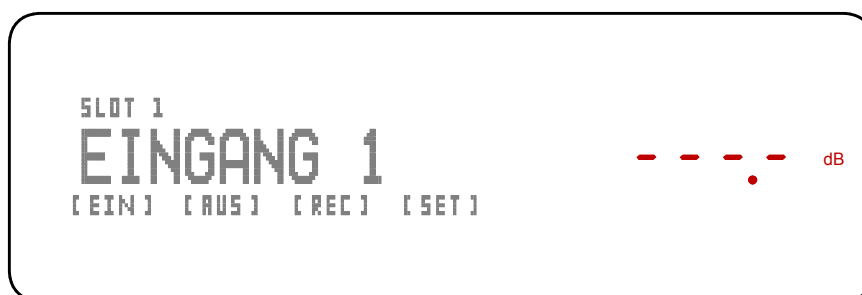 SLOT 1
EINGANG 1
[EIN] [AUS] [REC] [SET]
- - - -. dB